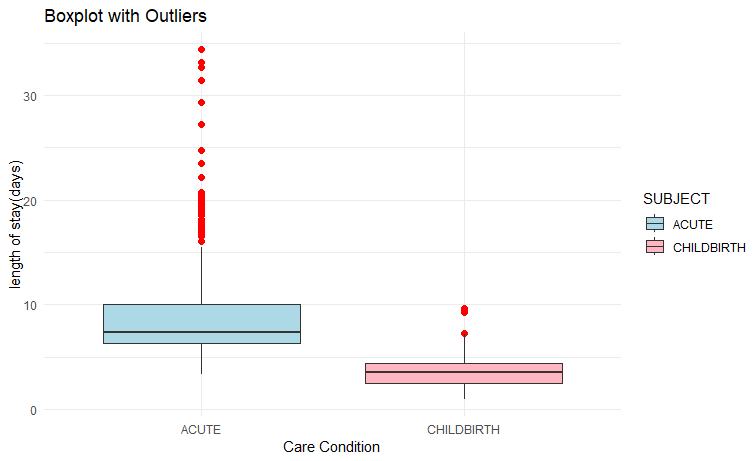 Boxplot with Outliers
length of stay(days)
30
20
10
0
ACUTE
CHILDBIRTH
Care Condition
SUBJECT
ACUTE
CHILDBIRTH